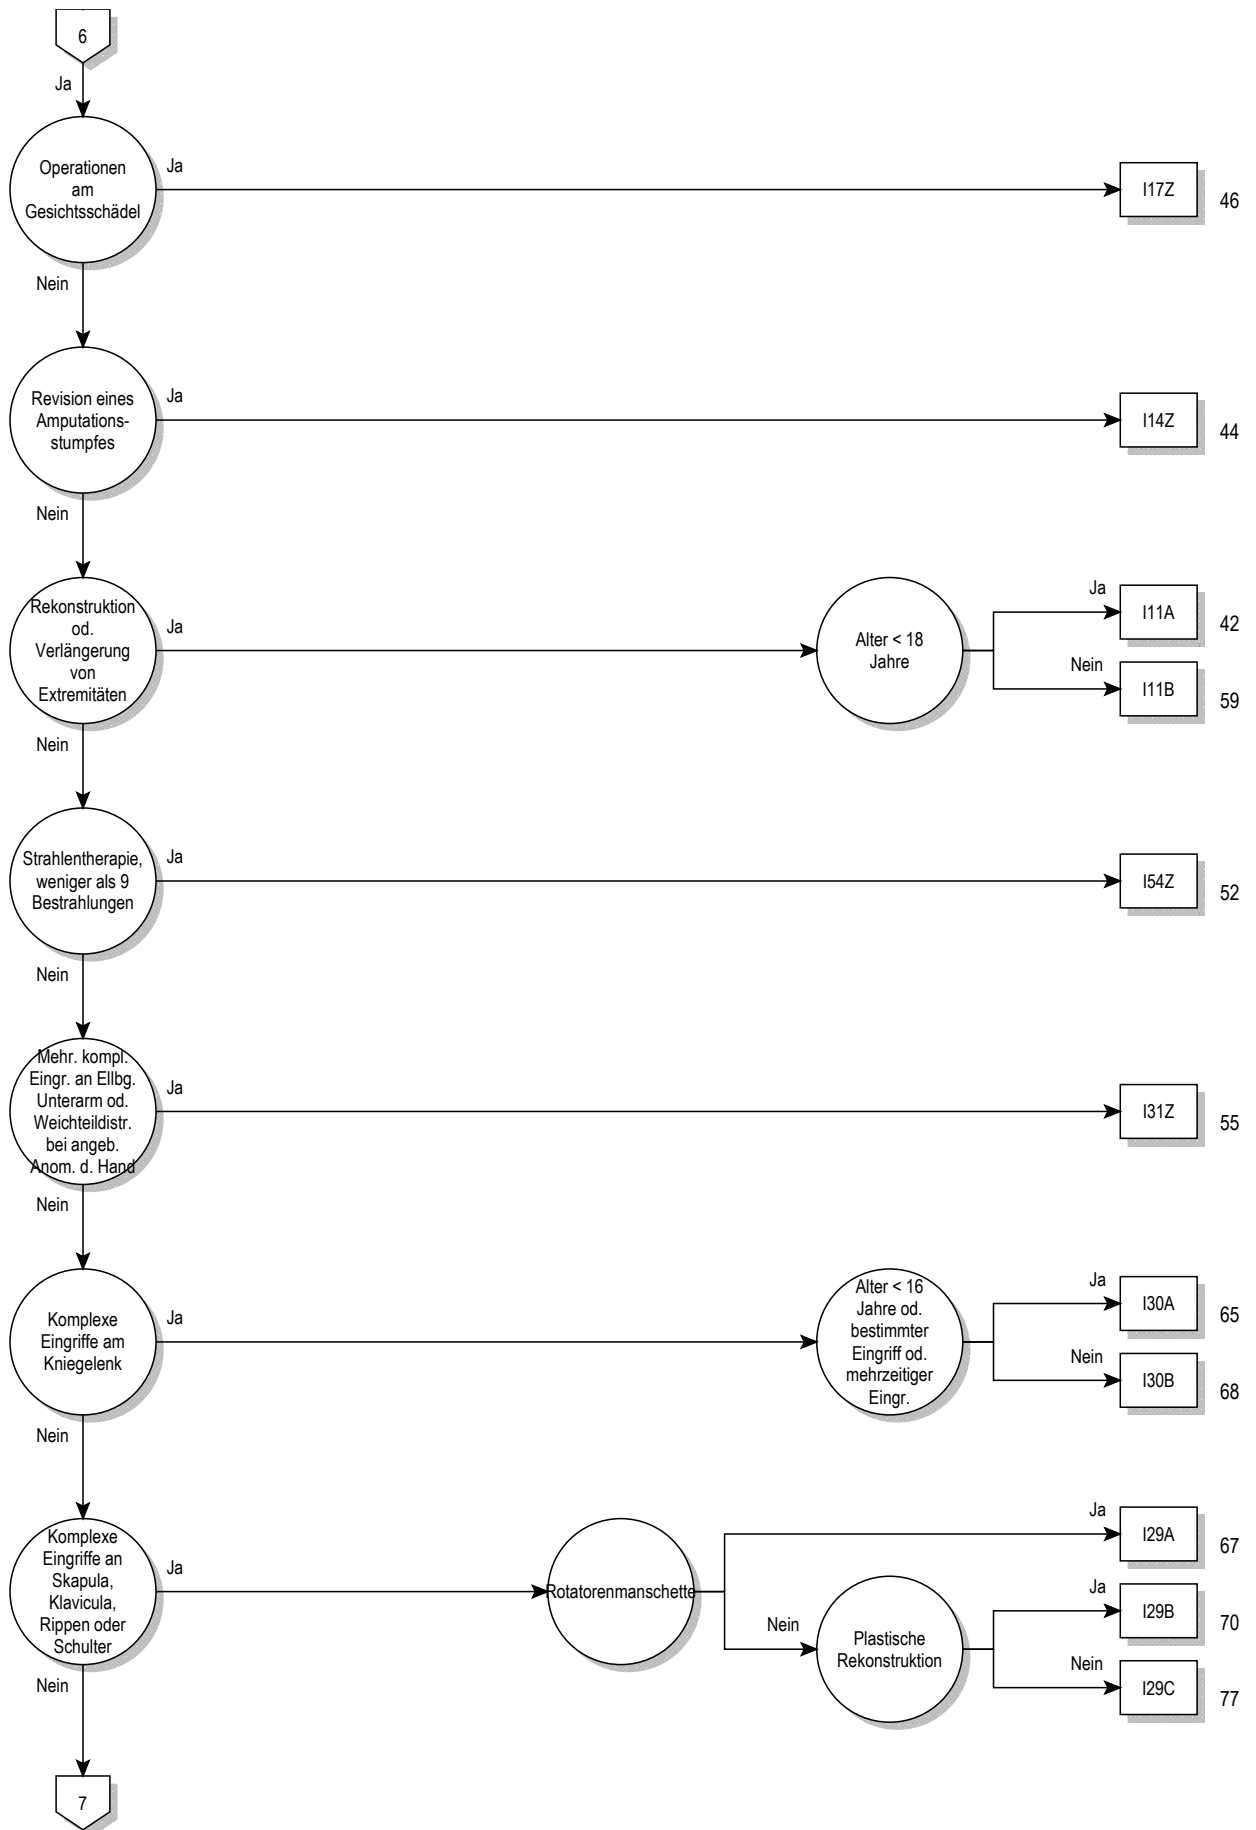 6
Ja
Operationen
am
Gesichtsschädel
Ja
I17Z
46
Nein
Revision eines
Amputations-
stumpfes
Ja
I14Z
44
Nein
Rekonstruktion
od.
Verlängerung
von
Extremitäten
Ja
Alter < 18
Jahre
Ja
I11A
42
Nein
I11B
59
Nein
Strahlentherapie,
weniger als 9
Bestrahlungen
Ja
I54Z
52
Nein
Mehr. kompl.
Eingr. an Ellbg.
Unterarm od.
Weichteildistr.
bei angeb.
Anom. d. Hand
Ja
I31Z
55
Nein
Komplexe
Eingriffe am
Kniegelenk
Ja
Alter < 16
Jahre od.
bestimmter
Eingriff od.
mehrzeitiger
Eingr.
Ja
I30A
65
Nein
I30B
68
Nein
Komplexe
Eingriffe an
Skapula,
Klavicula,
Rippen oder
Schulter
Ja
Rotatorenmanschette
Ja
I29A
67
Nein
Plastische
Rekonstruktion
Ja
I29B
70
Nein
I29C
77
Nein
7